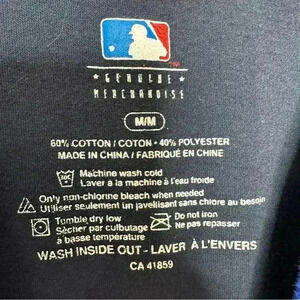 TM
GENUINE
MERCHANDISE
M/M
60% COTTON / COTON • 40% POLYESTER
MADE IN CHINA / FABRIQUÉ EN CHINE
Machine wash cold
Laver à la machine à l'eau froide
Only non-chlorine bleach when needed
Utiliser seulement un javellisant sans chlore au besoin
Tumble dry low
Sècher par culbutage
à basse température
Do not iron
Ne pas repasser
WASH INSIDE OUT - LAVER À L'ENVERS
CA 41859